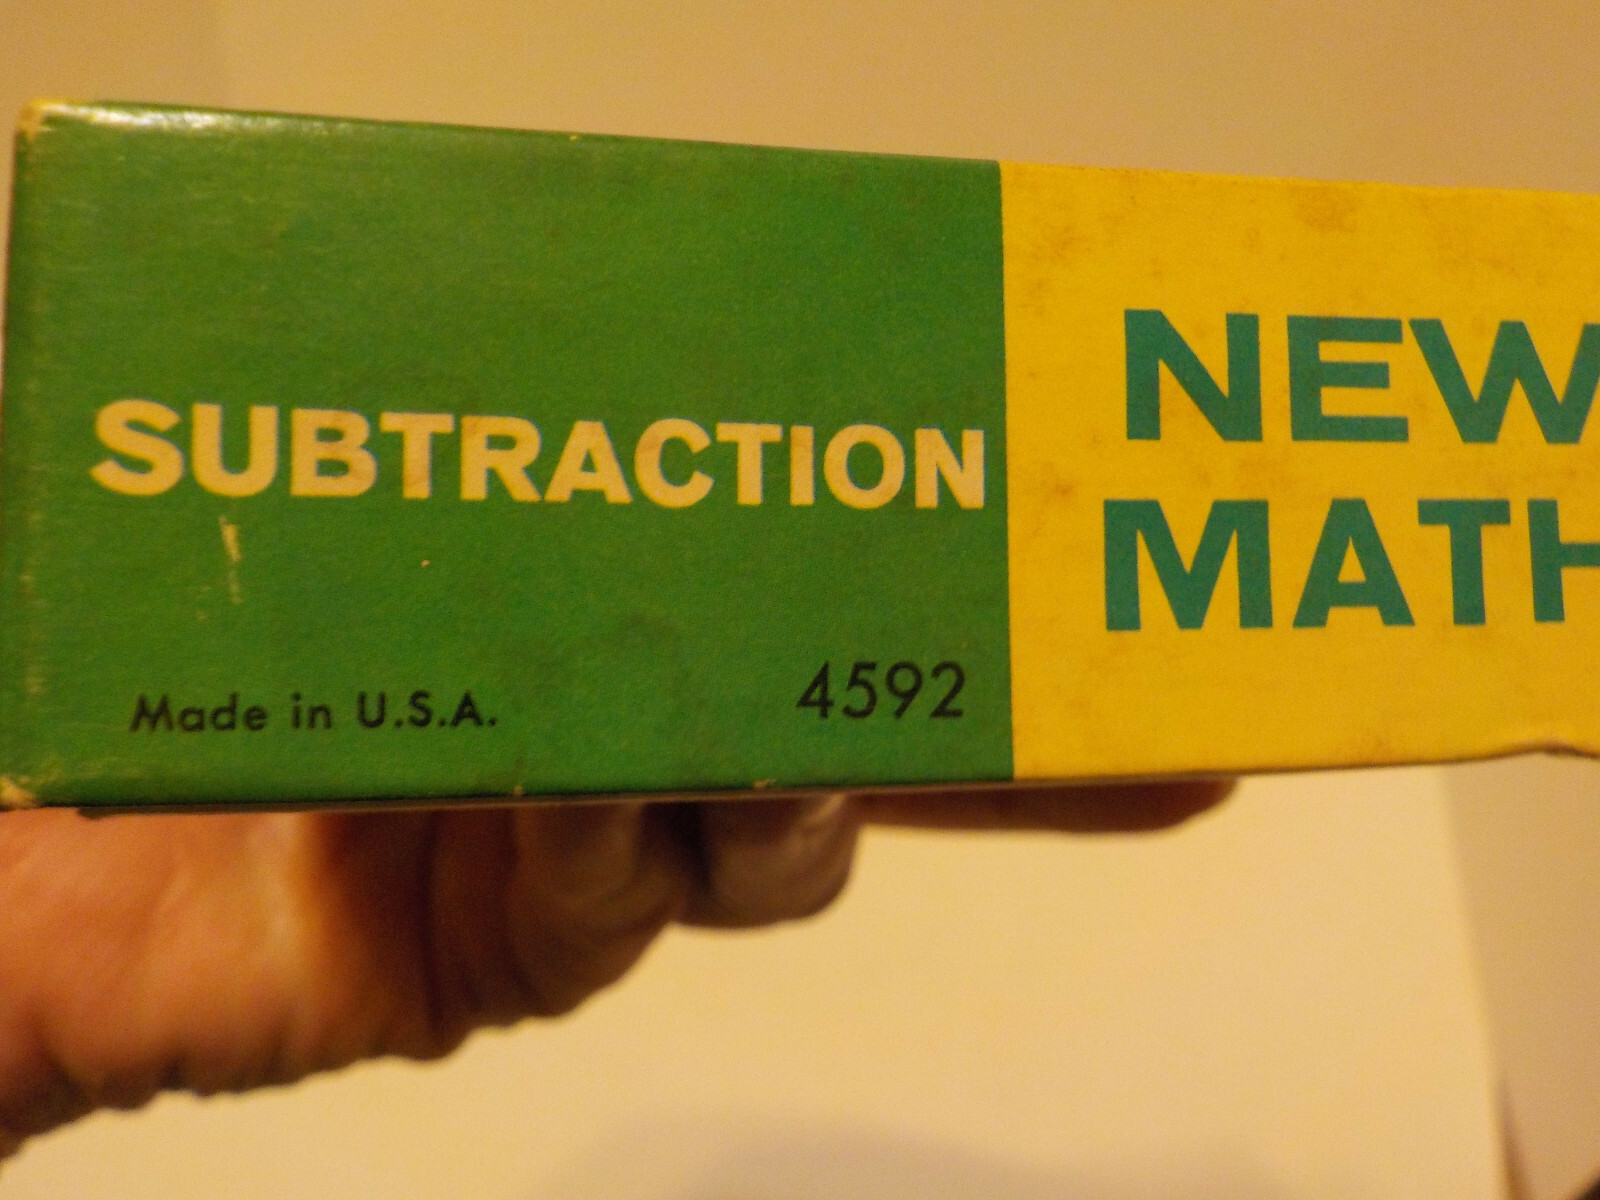 SUBTRACTION
Made in U.S.A.
4592
NEW
MATH